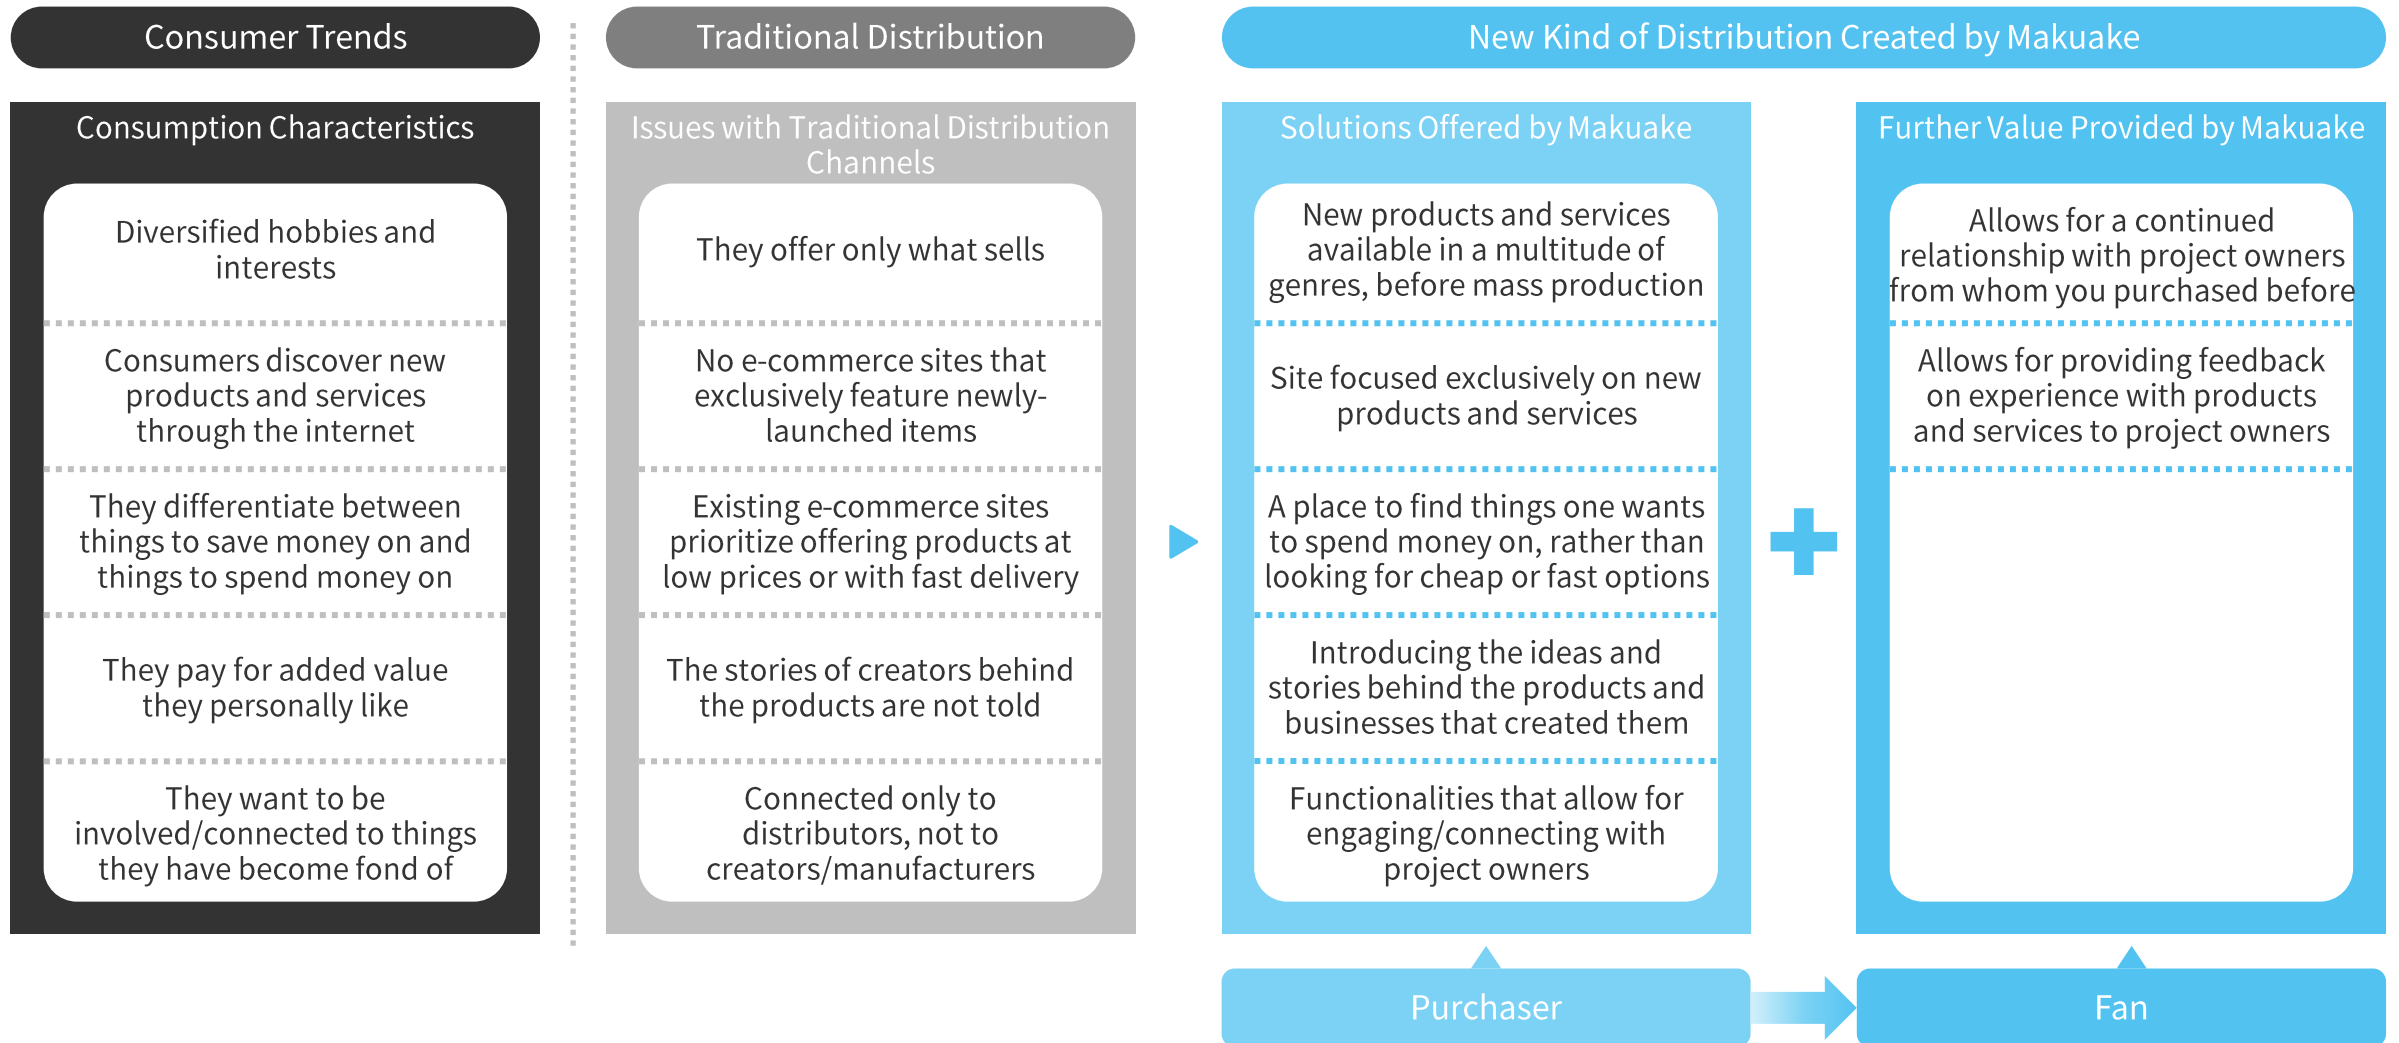 Consumer Trends
Consumption Characteristics
Diversified hobbies and
interests
Consumers discover new
products and services
through the internet
They differentiate between
things to save money on and
things to spend money on
They pay for added value
they personally like
They want to be
involved/connected to things
they have become fond of
Traditional Distribution
Issues with Traditional Distribution
Channels
They offer only what sells
No e-commerce sites that
exclusively feature newly-
launched items
Existing e-commerce sites
prioritize offering products at
low prices or with fast delivery
The stories of creators behind
the products are not told
Connected only to
distributors, not to
creators/manufacturers
New Kind of Distribution Created by Makuake
Solutions Offered by Makuake
New products and services
available in a multitude of
genres, before mass production
Site focused exclusively on new
products and services
A place to find things one wants
to spend money on, rather than
looking for cheap or fast options
Introducing the ideas and
stories behind the products and
businesses that created them
Functionalities that allow for
engaging/connecting with
project owners
Further Value Provided by Makuake
Allows for a continued
relationship with project owners
from whom you purchased before
Allows for providing feedback
on experience with products
and services to project owners
Purchaser
Fan